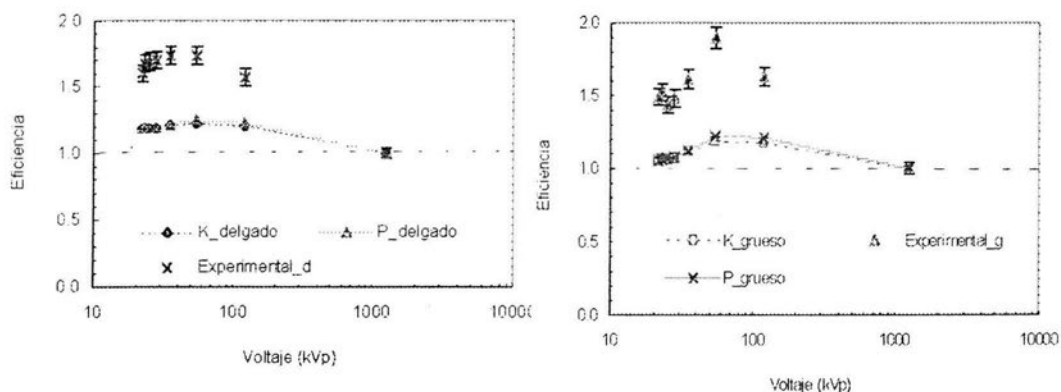 2.0
1.5
1.0
0.5
0.0
Eficiencia
K_delgado
P_delgado
Experimental_d
10
100
1000
10000
Voltaje (kVp)
2.0
1.5
1.0
0.5
0.0
Eficiencia
K_grueso
Experimental_g
P_grueso
10
100
1000
10000
Voltaje (kVp)